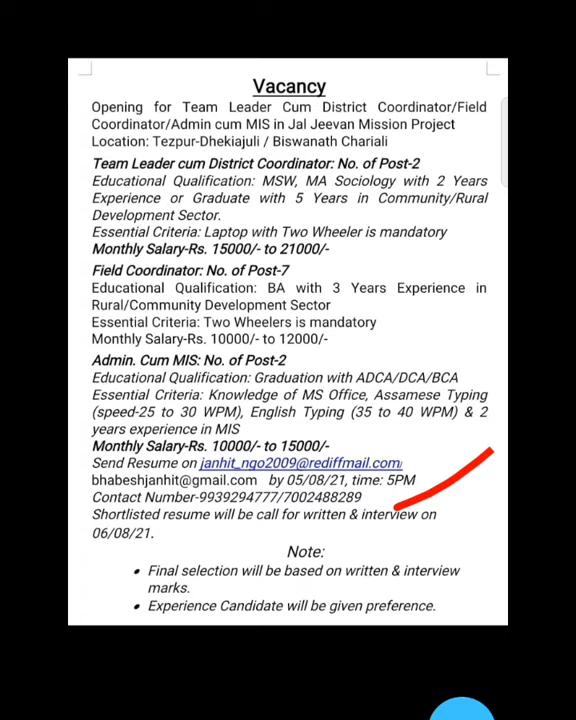 Vacancy
Opening for Team Leader Cum District Coordinator/Field
Coordinator/Admin cum MIS in Jal Jeevan Mission Project
Location: Tezpur-Dhekiajuli / Biswanath Chariali
Team Leader cum District Coordinator: No. of Post-2
Educational Qualification: MSW, MA Sociology with 2 Years
Experience or Graduate with 5 Years in Community/Rural
Development Sector.
Essential Criteria: Laptop with Two Wheeler is mandatory
Monthly Salary-Rs. 15000/- to 21000/-
Field Coordinator: No. of Post-7
Educational Qualification: BA with 3 Years Experience in
Rural/Community Development Sector
Essential Criteria: Two Wheelers is mandatory
Monthly Salary-Rs. 10000/- to 12000/-
Admin. Cum MIS: No. of Post-2
Educational Qualification: Graduation with ADCA/DCA/BCA
Essential Criteria: Knowledge of MS Office, Assamese Typing
(speed-25 to 30 WPM), English Typing (35 to 40 WPM) & 2
years experience in MIS
Monthly Salary-Rs. 10000/- to 15000/-
Send Resume on janhit_ngo2009@rediffmail.com/
bhabeshjanhit@gmail.com by 05/08/21, time: 5PM
Contact Number-9939294777/7002488289
Shortlisted resume will be call for written & interview on
06/08/21.
Note:
• Final selection will be based on written & interview
marks.
• Experience Candidate will be given preference.